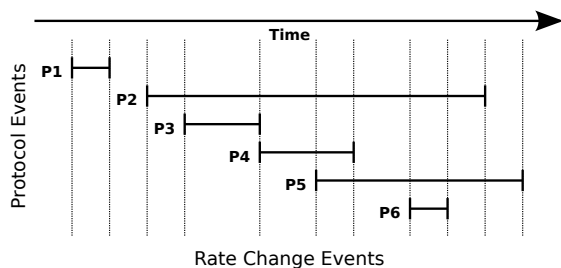 Time
P1
P2
P3
P4
P5
P6
Protocol Events
Rate Change Events